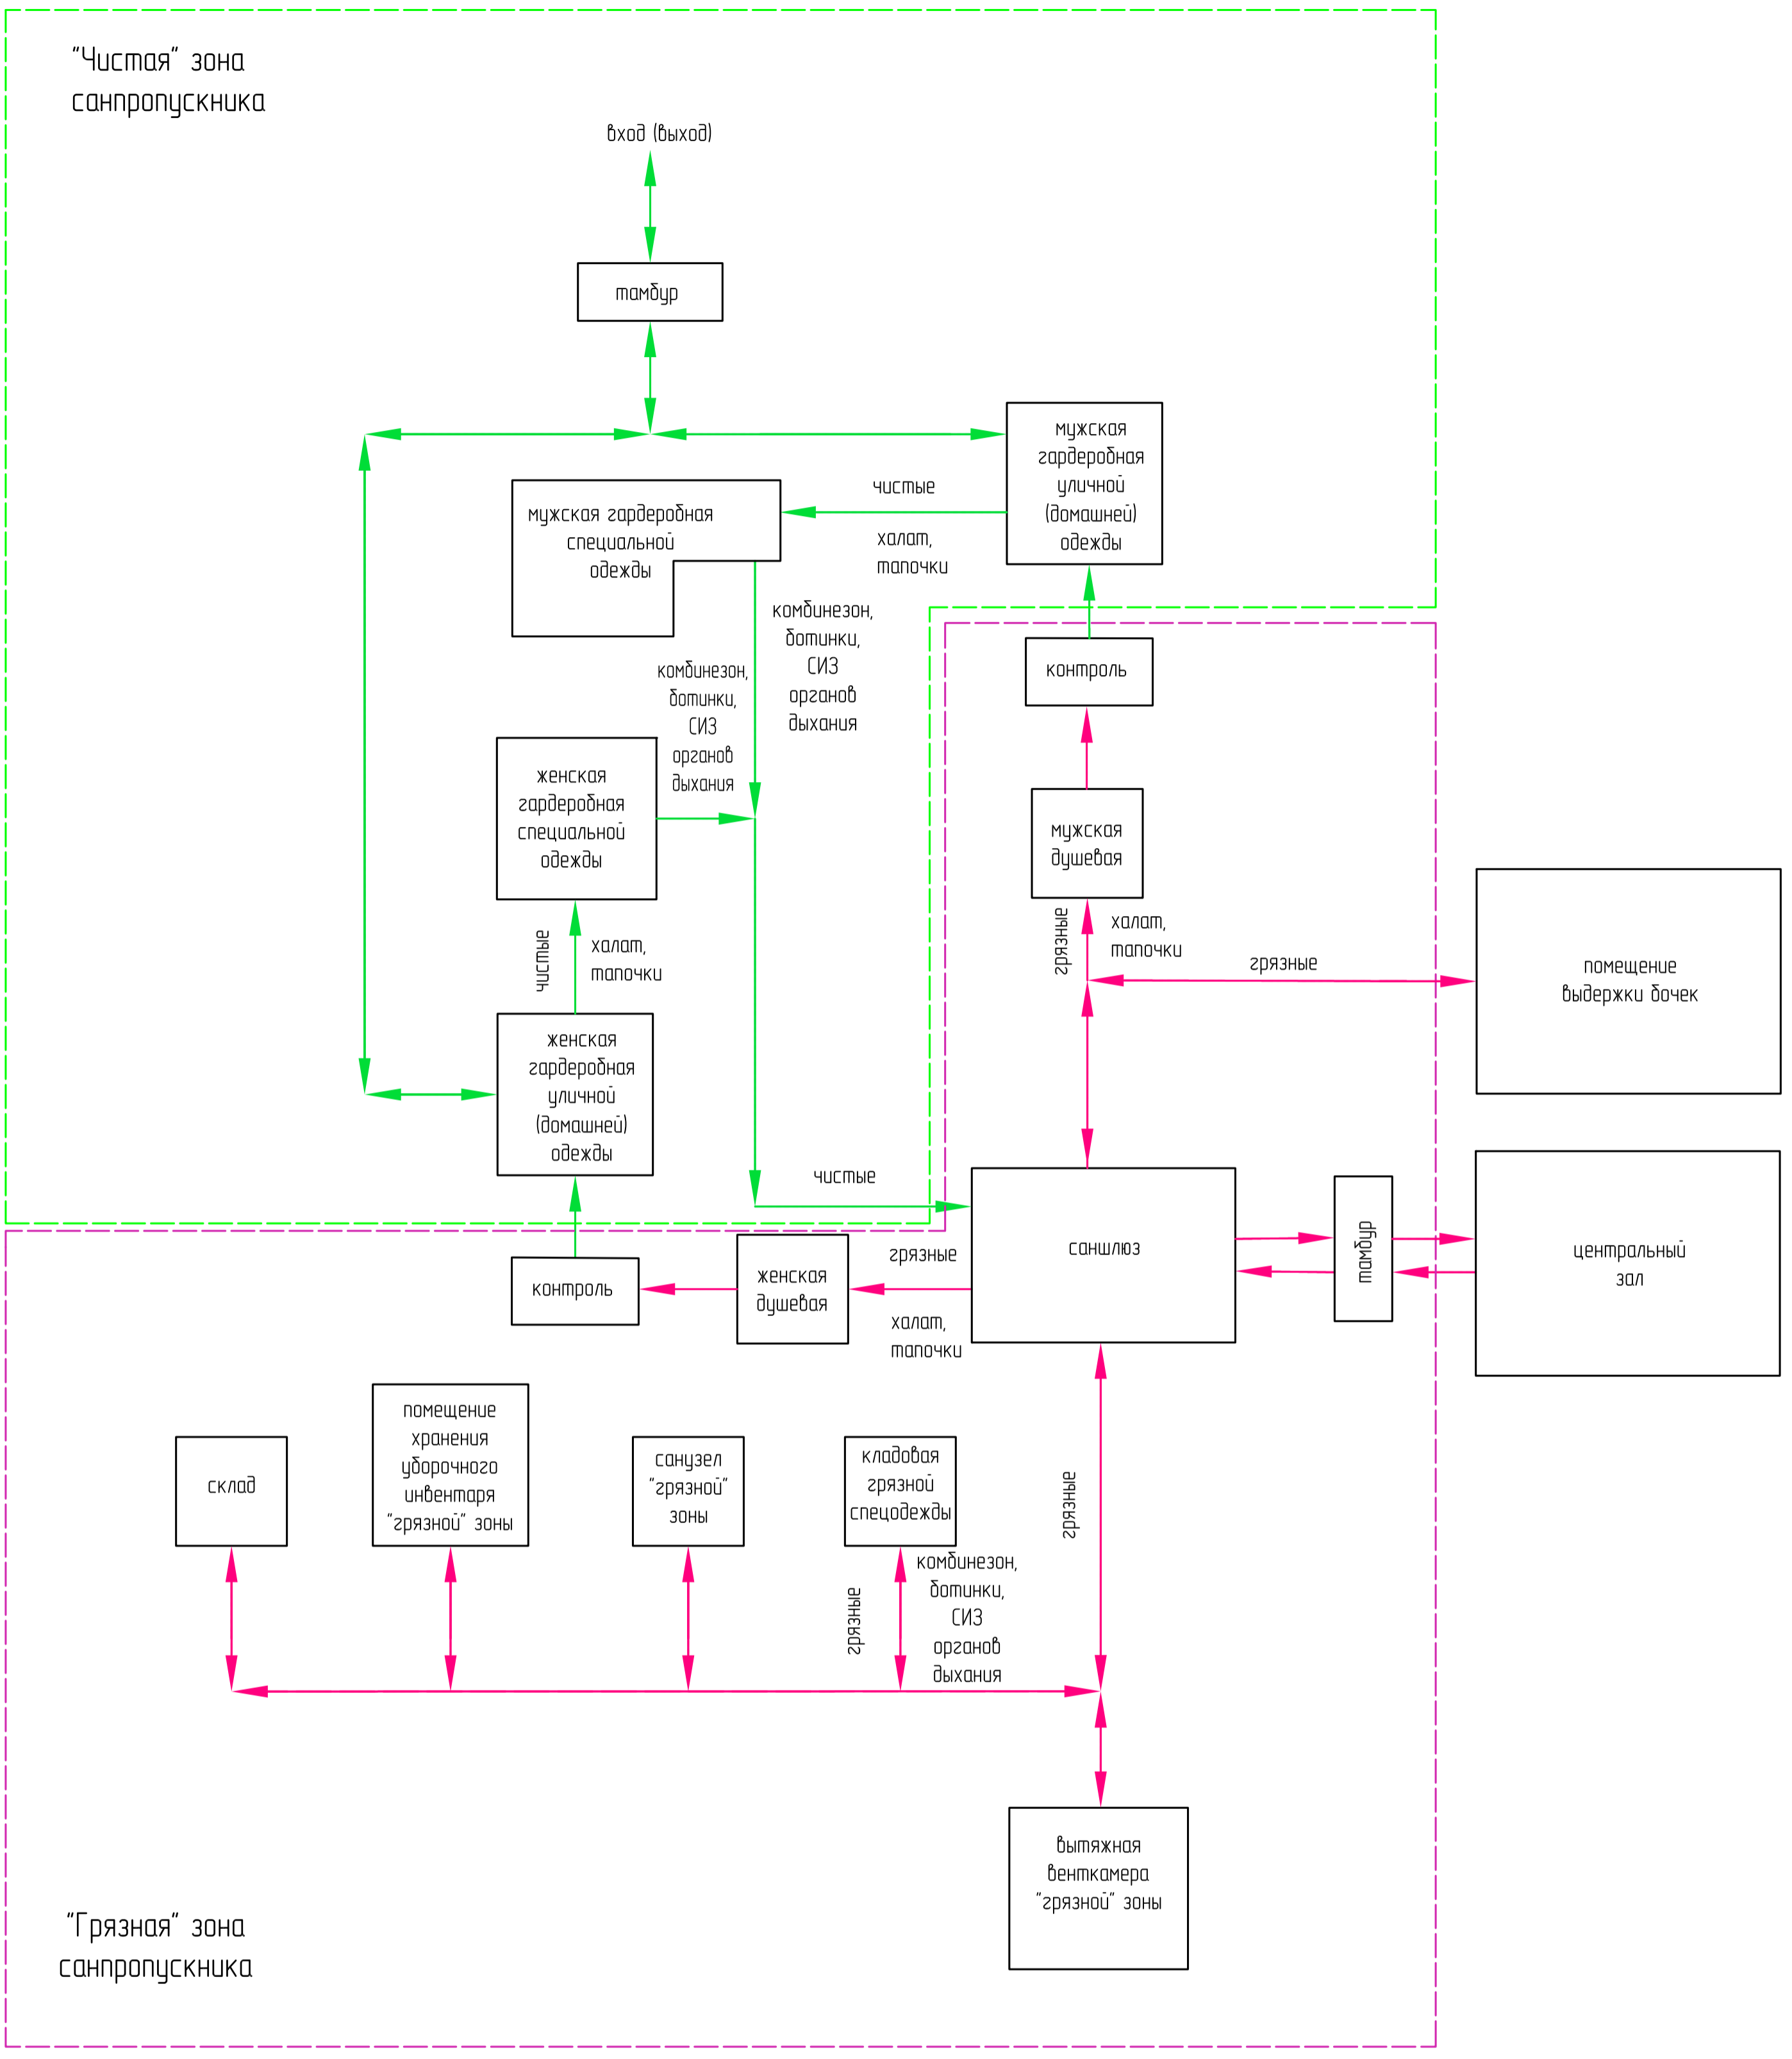 "Чистая" зона
санпропускника
вход (выход)
тамбур
мужская
гардеробная
уличной
(домашней)
одежды
чистые
халат,
тапочки
мужская гардеробная
специальной
одежды
комбинезон,
ботинки,
СИЗ
органов
дыхания
комбинезон,
ботинки,
СИЗ
органов
дыхания
контроль
женская
гардеробная
специальной
одежды
мужская
душевая
чистые
халат,
тапочки
грязные
халат,
тапочки
грязные
помещение
выдержки бочек
женская
гардеробная
уличной
(домашней)
одежды
чистые
саншлюз
тамбур
центральный
зал
грязные
халат,
тапочки
женская
душевая
контроль
склад
помещение
хранения
уборочного
инвентаря
"грязной" зоны
санузел
"грязной"
зоны
кладовая
грязной
спецодежды
грязные
грязные
комбинезон,
ботинки,
СИЗ
органов
дыхания
вытяжная
венткамера
"грязной" зоны
"Грязная" зона
санпропускника